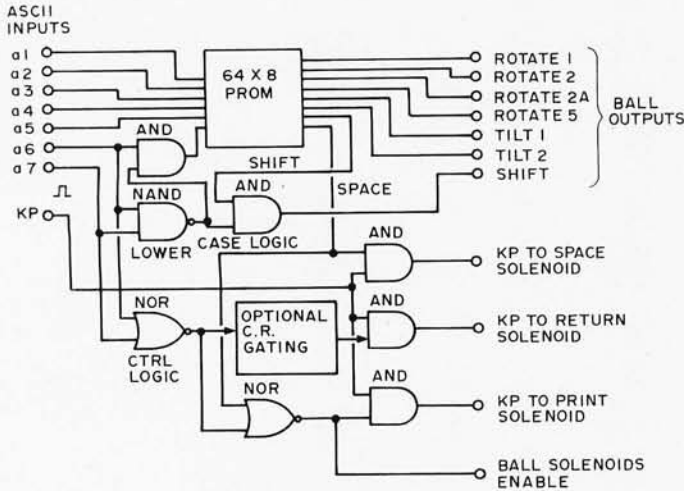 ASCII
INPUTS
a1
a2
a3
a4
a5
a6
a7
KP
64 X 8
PROM
AND
SHIFT
SPACE
NAND
LOWER
AND
CASE LOGIC
NOR
CTRL
LOGIC
OPTIONAL
C.R.
GATING
NOR
AND
AND
AND
ROTATE 1
ROTATE 2
ROTATE 2A
ROTATE 5
TILT 1
TILT 2
SHIFT
BALL
OUTPUTS
KP TO SPACE
SOLENOID
KP TO RETURN
SOLENOID
KP TO PRINT
SOLENOID
BALL SOLENOIDS
ENABLE